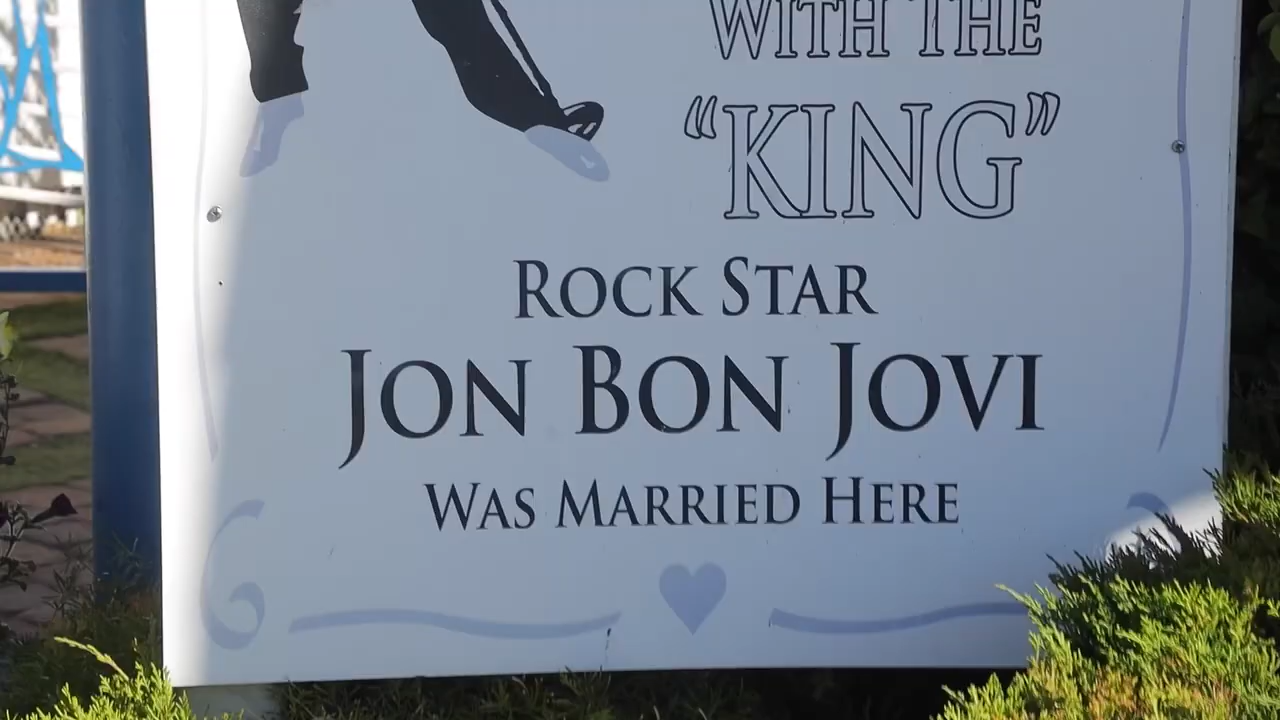 WITH THE
“KING”
ROCK STAR
JON BON JOVI
WAS MARRIED HERE